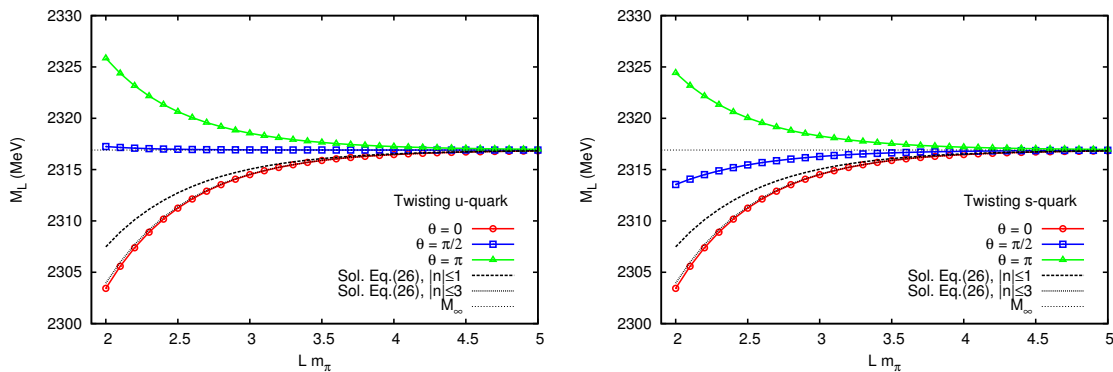 2330
2325
2320
2315
2310
2305
2300
M_L (MeV)
2
2.5
3
3.5
4
4.5
5
L m_π
Twisting u-quark
θ = 0
θ = π/2
θ = π
Sol. Eq.(26), |n|≤1
Sol. Eq.(26), |n|≤3
M_∞
2330
2325
2320
2315
2310
2305
2300
M_L (MeV)
2
2.5
3
3.5
4
4.5
5
L m_π
Twisting s-quark
θ = 0
θ = π/2
θ = π
Sol. Eq.(26), |n|≤1
Sol. Eq.(26), |n|≤3
M_∞